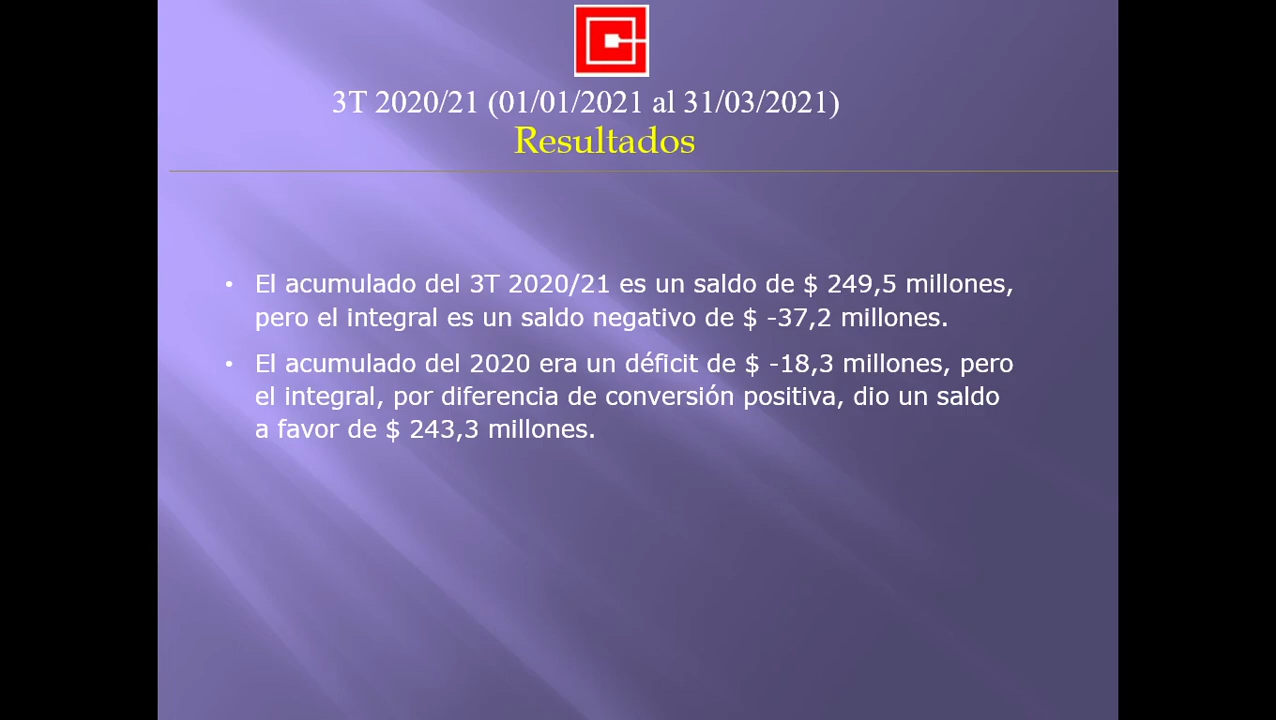 3T 2020/21 (01/01/2021 al 31/03/2021)
Resultados
• El acumulado del 3T 2020/21 es un saldo de $ 249,5 millones,
pero el integral es un saldo negativo de $ -37,2 millones.
• El acumulado del 2020 era un déficit de $ -18,3 millones, pero
el integral, por diferencia de conversión positiva, dio un saldo
a favor de $ 243,3 millones.